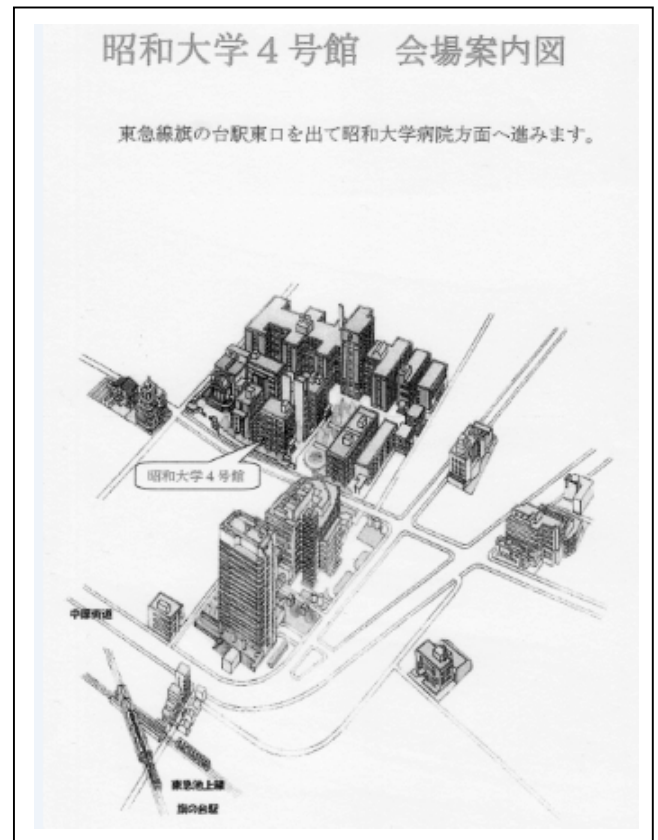 昭和大学４号館　会場案内図
東急線旗の台駅東口を出て昭和大学病院方面へ進みます。
昭和大学４号館
中原街道
東急池上線
旗の台駅